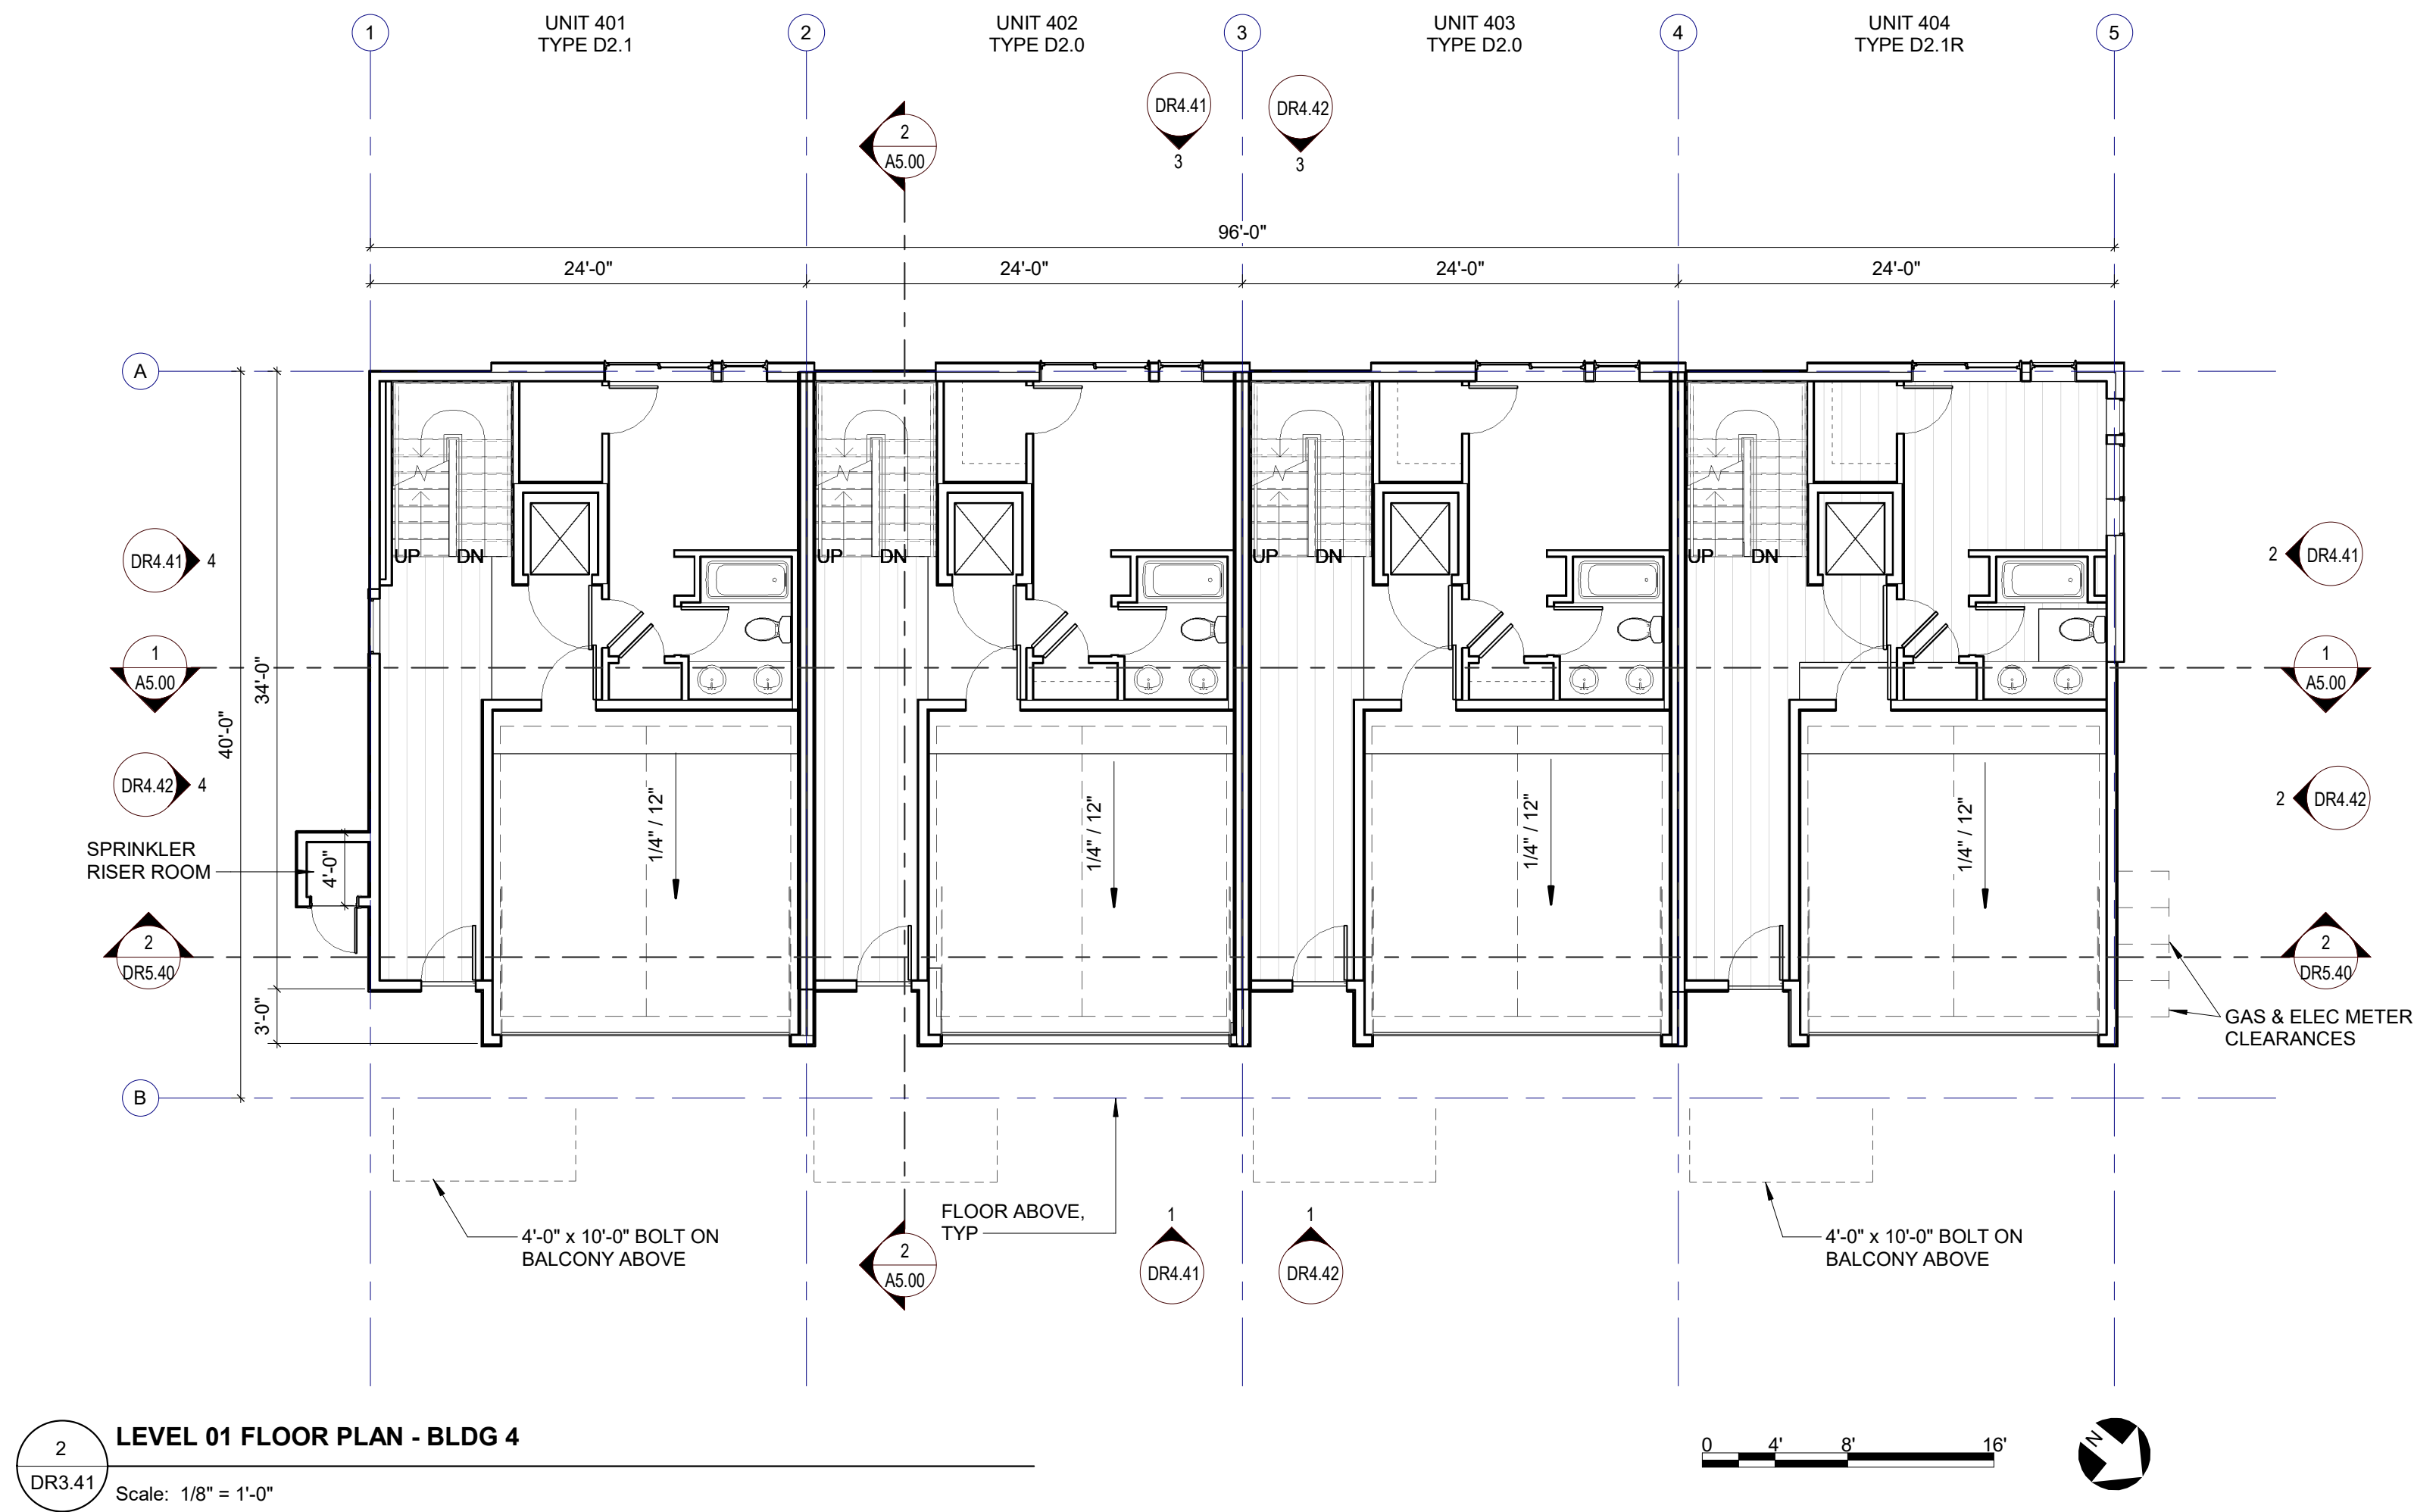 1
UNIT 401
TYPE D2.1
2
UNIT 402
TYPE D2.0
3
UNIT 403
TYPE D2.0
4
UNIT 404
TYPE D2.1R
5
DR4.41
3
DR4.42
3
2
A5.00
96'-0"
24'-0"
24'-0"
24'-0"
24'-0"
A
UP
DN
UP
DN
UP
DN
UP
DN
DR4.41
4
2
DR4.41
1
A5.00
1
A5.00
34'-0"
40'-0"
DR4.42
4
2
DR4.42
1/4" / 12"
1/4" / 12"
1/4" / 12"
1/4" / 12"
SPRINKLER
RISER ROOM
4'-0"
2
DR5.40
2
DR5.40
3'-0"
GAS & ELEC METER
CLEARANCES
B
4'-0" x 10'-0" BOLT ON
BALCONY ABOVE
FLOOR ABOVE,
TYP
2
A5.00
1
DR4.41
1
DR4.42
4'-0" x 10'-0" BOLT ON
BALCONY ABOVE
2
DR3.41
LEVEL 01 FLOOR PLAN - BLDG 4
Scale: 1/8" = 1'-0"
0
4'
8'
16'
N